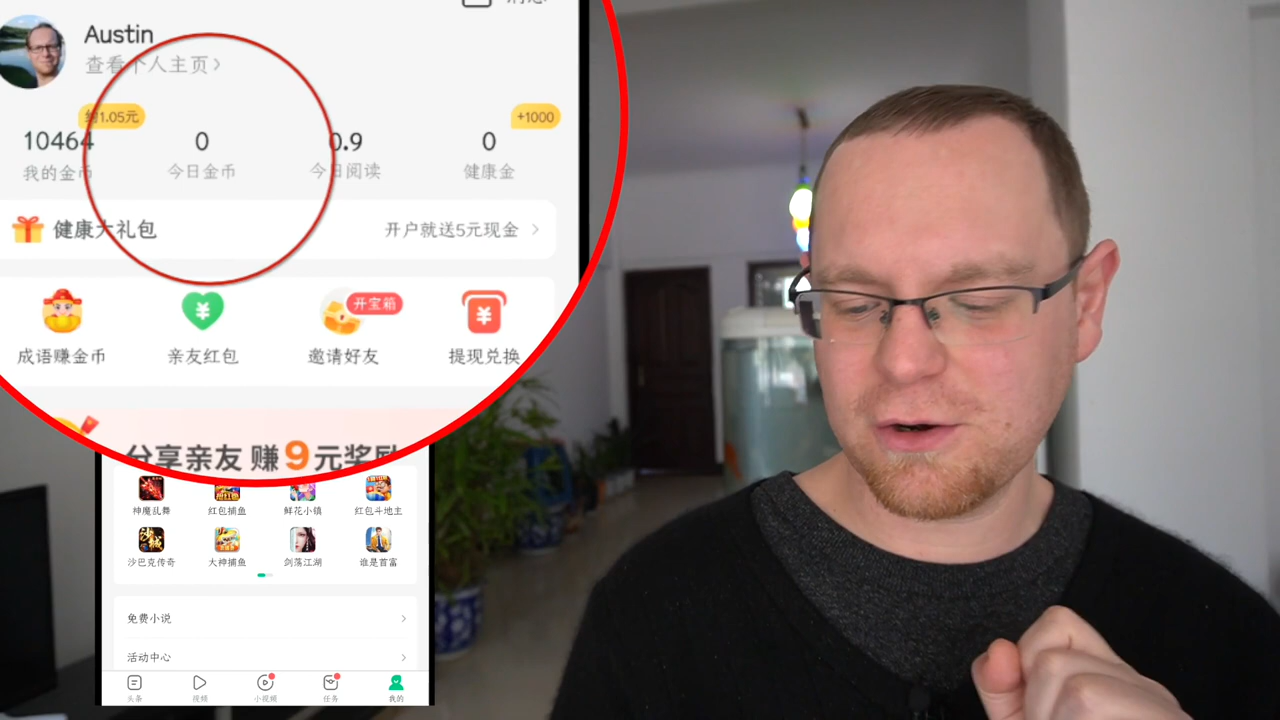 Austin
查看个人主页
约1.05元
+1000
10464 0 0.9 0
我的金币 今日金币 今日阅读 健康金
健康大礼包 开户就送5元现金
开宝箱
成语赚金币 亲友红包 邀请好友 提现兑换
分享亲友 赚9元奖励
神魔乱舞 红包捕鱼 鲜花小镇 红包斗地主
沙城
沙巴克传奇 大神捕鱼 剑荡江湖 谁是首富
免费小说
活动中心
头条 视频 小视频 任务 我的